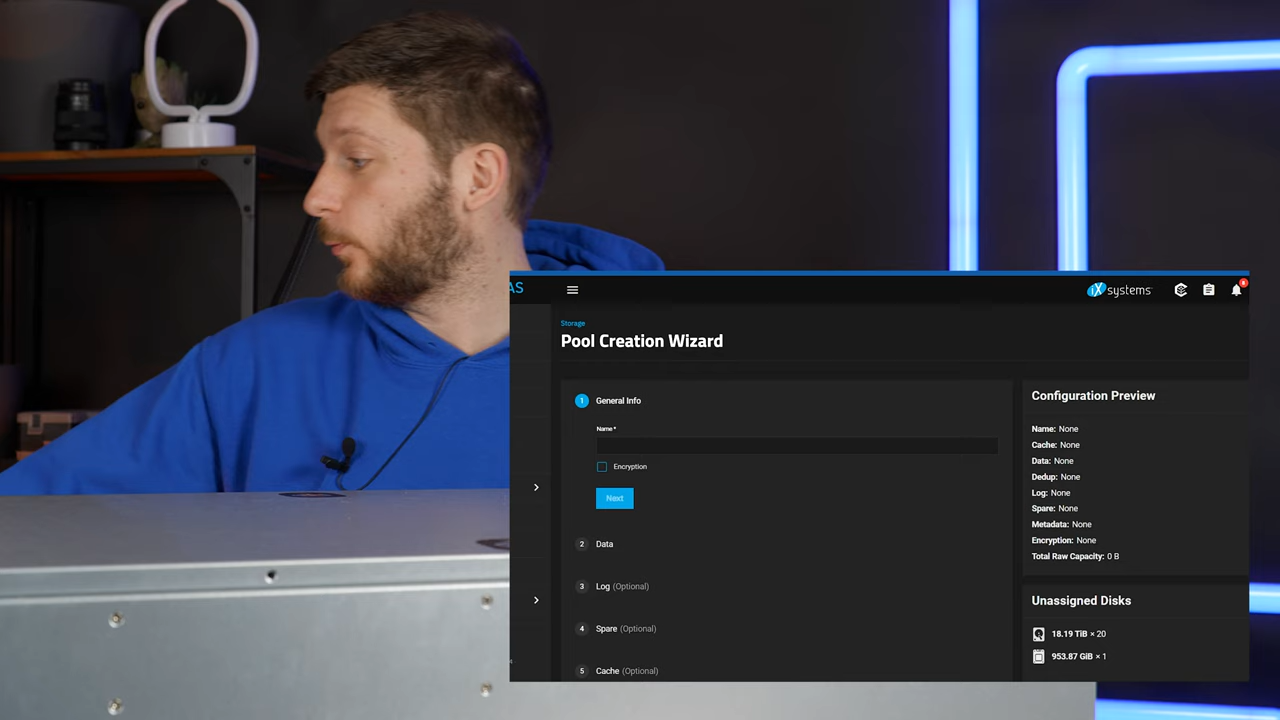 AS
iX systems
8
Storage
Pool Creation Wizard
1 General Info
Name *
Encryption
Next
2 Data
3 Log (Optional)
4 Spare (Optional)
5 Cache (Optional)
Configuration Preview
Name: None
Cache: None
Data: None
Dedup: None
Log: None
Spare: None
Metadata: None
Encryption: None
Total Raw Capacity: 0 B
Unassigned Disks
18.19 TiB × 20
953.87 GiB × 1